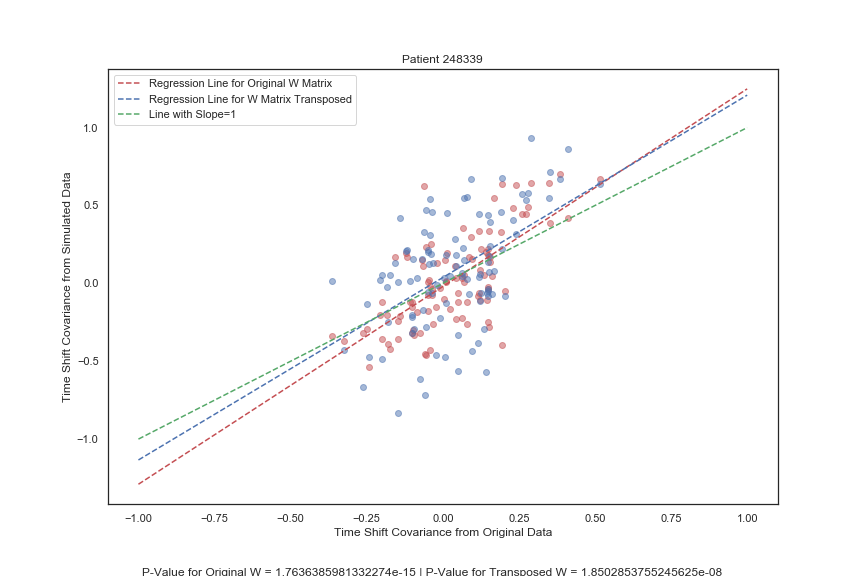 Patient 248339
Regression Line for Original W Matrix
Regression Line for W Matrix Transposed
Line with Slope=1
Time Shift Covariance from Simulated Data
1.0
0.5
0.0
−0.5
−1.0
−1.00 −0.75 −0.50 −0.25 0.00 0.25 0.50 0.75 1.00
Time Shift Covariance from Original Data
P-Value for Original W = 1.7636385981332274e-15 | P-Value for Transposed W = 1.8502853755245625e-08